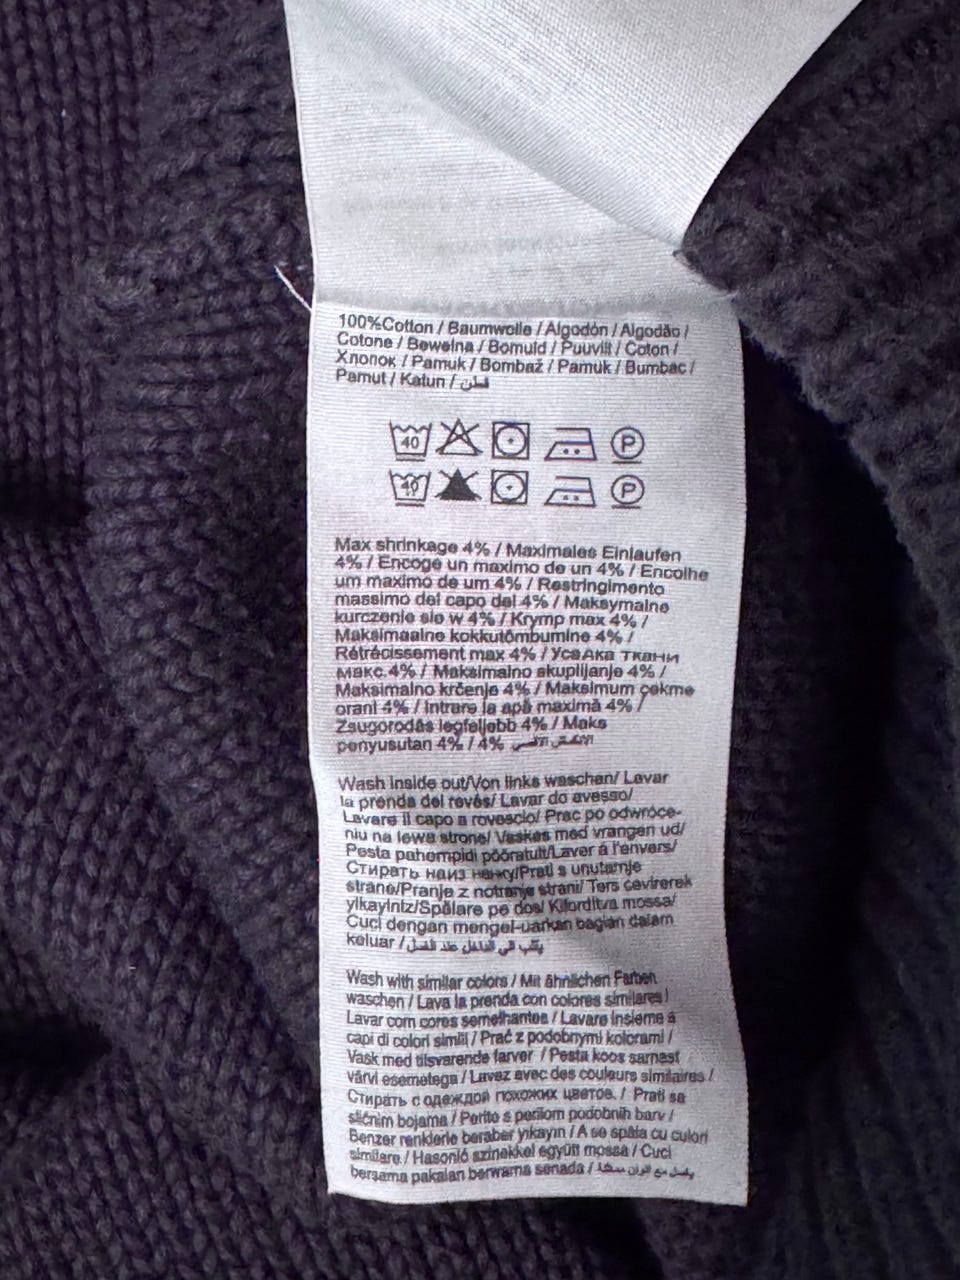 100%Cotton / Baumwolle / Algodón / Algodão /
Cotone / Bawełna / Bomuld / Puuvill / Coton /
Хлопок / Pamuk / Bombaž / Pamuk / Bumbac /
Pamut / Katun / قطن
40 P
40 P
Max shrinkage 4% / Maximales Einlaufen
4% / Encoge un maximo de un 4% / Encolhe
um maximo de um 4% / Restringimento
massimo del capo del 4% / Maksymalne
kurczenie sie w 4% / Krymp max 4% /
Maksimaalne kokkutõmbumine 4% /
Rétrécissement max 4% / Усадка ткани
макс.4% / Maksimalno skupljanje 4% /
Maksimalno krčenje 4% / Maksimum çekme
orani 4% / Intrare la apă maximă 4% /
Zsugorodás legfeljebb 4% / Maks
penyusutan 4% / 4%
Wash inside out/Von links waschen/ Lavar
la prenda del revés/ Lavar do avesso/
Lavare il capo a rovescio/ Prac po odwróce-
niu na lewa strone/ Vaskes med vrangen ud/
Pesta pahempidi pööratult/Laver á l'envers/
Стирать наиз нанку/Prati s unutarnje
strane/Pranje z notranje strani/ Ters cevirerek
yikayiniz/Spălare pe dos/ Kifordítva mossa/
Cuci dengan mengel-uarkan bagian dalam
keluar /
Wash with similar colors / Mit ähnlichen Farben
waschen / Lava la prenda con colores similares /
Lavar com cores semelhantes / Lavare insieme a
capi di colori simili / Prać z podobnymi kolorami /
Vask med tilsvarende farver / Pesta koos sarnast
värvi esemetega / Lavez avec des couleurs similaires /
Стирать с одеждой похожих цветов. / Prati sa
sličnim bojama / Perite s perilom podobnih barv /
Benzer renklerle beraber yıkayın / A se spăla cu culori
similare / Hasonló színekkel együtt mossa / Cuci
bersama pakaian berwarna senada /